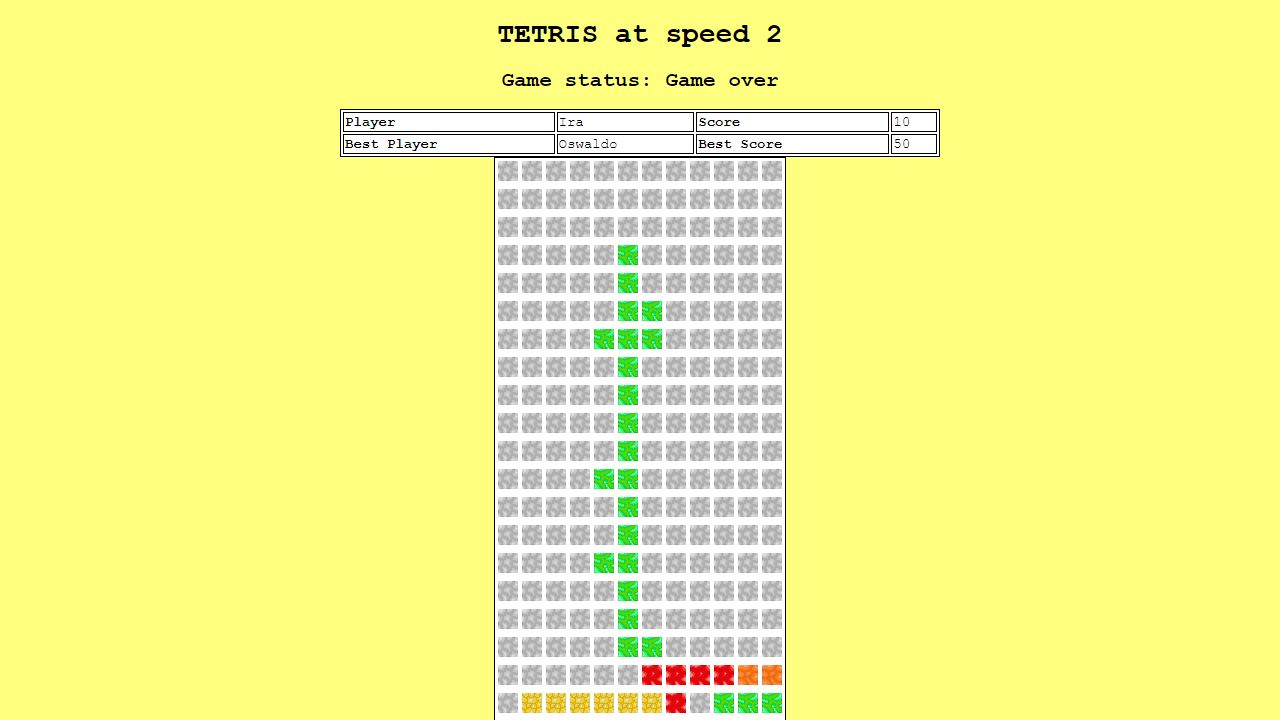 TETRIS at speed 2
Game status: Game over
Player Ira Score 10
Best Player Oswaldo Best Score 50